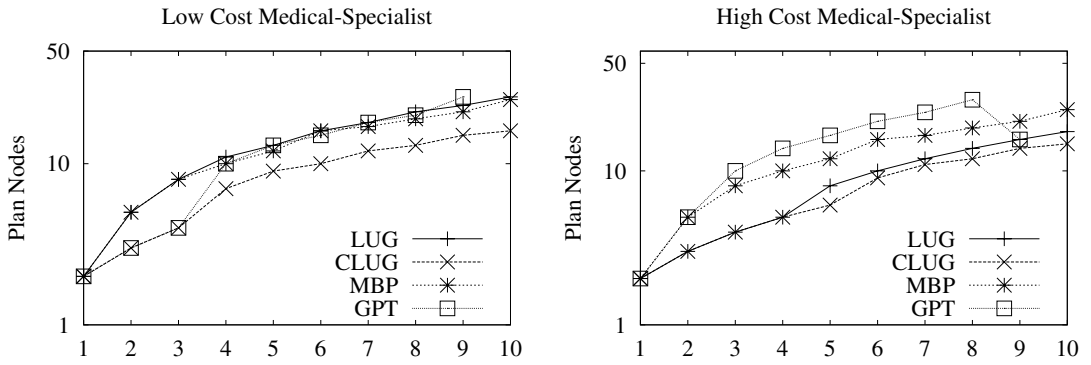 Low Cost Medical-Specialist
50
10
1
Plan Nodes
LUG
CLUG
MBP
GPT
1 2 3 4 5 6 7 8 9 10
High Cost Medical-Specialist
50
10
1
Plan Nodes
LUG
CLUG
MBP
GPT
1 2 3 4 5 6 7 8 9 10